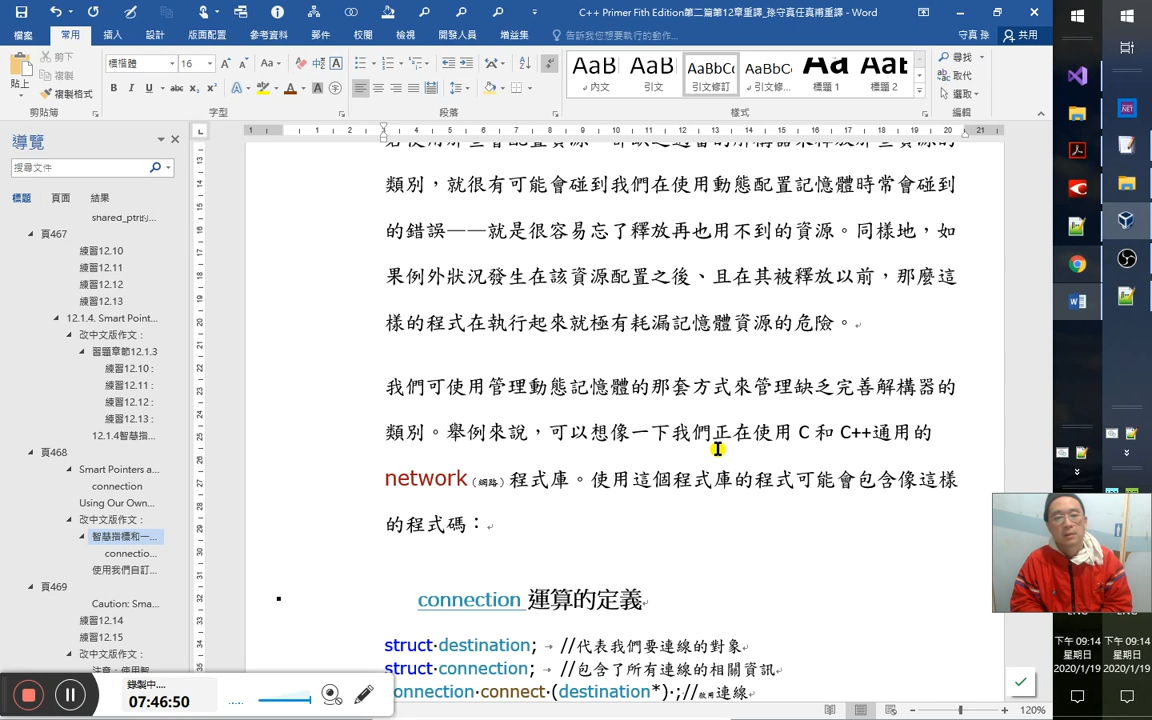 C++ Primer Fith Edition第二篇第12章重譯_孫守真任真甫重譯 - Word
檔案
常用
插入
設計
版面配置
參考資料
郵件
校閱
檢視
開發人員
增益集
告訴我您想要執行的動作...
守真 孫
共用
貼上
剪下
複製
複製格式
標楷體
16
尋找
取代
選取
AaBb
AaBb
AaBbCc
AaBbCc
內文
引文
引文修訂
引文修...
標題 1
標題 2
剪貼簿
字型
段落
樣式
編輯
導覽
搜尋文件
標題
頁面
結果
shared_ptr的...
頁467
練習12.10
練習12.11
練習12.12
練習12.13
12.1.4. Smart Point...
改中文版作文：
習題章節12.1.3
練習12.10：
練習12.11：
練習12.12：
練習12.13：
12.1.4智慧指...
頁468
Smart Pointers a...
connection
Using Our Own...
改中文版作文：
智慧指標和一...
connectio...
使用我們自訂...
頁469
Caution: Sma...
練習12.14
練習12.15
改中文版作文：
類別，就很有可能會碰到我們在使用動態配置記憶體時常會碰到
的錯誤——就是很容易忘了釋放再也用不到的資源。同樣地，如
果例外狀況發生在該資源配置之後、且在其被釋放以前，那麼這
樣的程式在執行起來就極有耗漏記憶體資源的危險。
我們可使用管理動態記憶體的那套方式來管理缺乏完善解構器的
類別。舉例來說，可以想像一下我們正在使用 C 和 C++通用的
network（網路）程式庫。使用這個程式庫的程式可能會包含像這樣
的程式碼：
connection 運算的定義
struct·destination; → //代表我們要連線的對象
struct·connection; → //包含了所有連線的相關資訊
connection·connect·(destination*)·;//啟用連線
錄製中....
07:46:50
下午 09:14
星期日
2020/1/19
下午 09:14
星期日
2020/1/19
120%